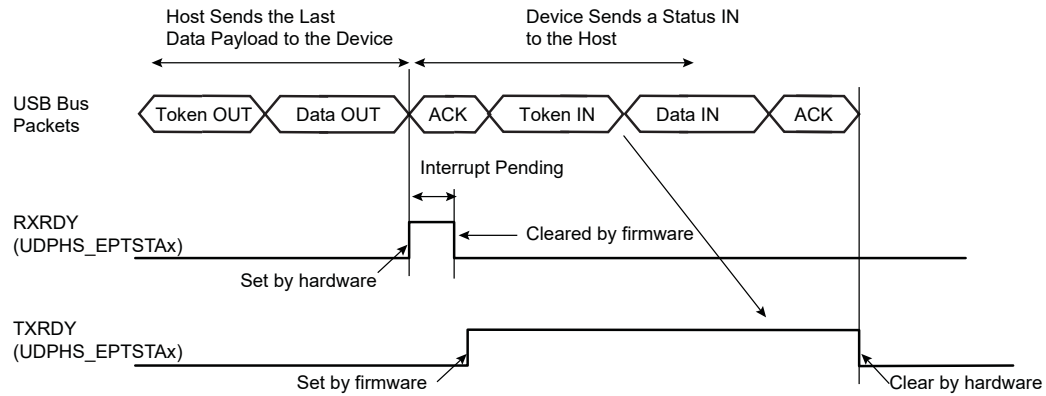 Host Sends the Last
Data Payload to the Device
Device Sends a Status IN
to the Host
USB Bus
Packets
Token OUT
Data OUT
ACK
Token IN
Data IN
ACK
Interrupt Pending
RXRDY
(UDPHS_EPTSTAx)
Cleared by firmware
Set by hardware
TXRDY
(UDPHS_EPTSTAx)
Set by firmware
Clear by hardware